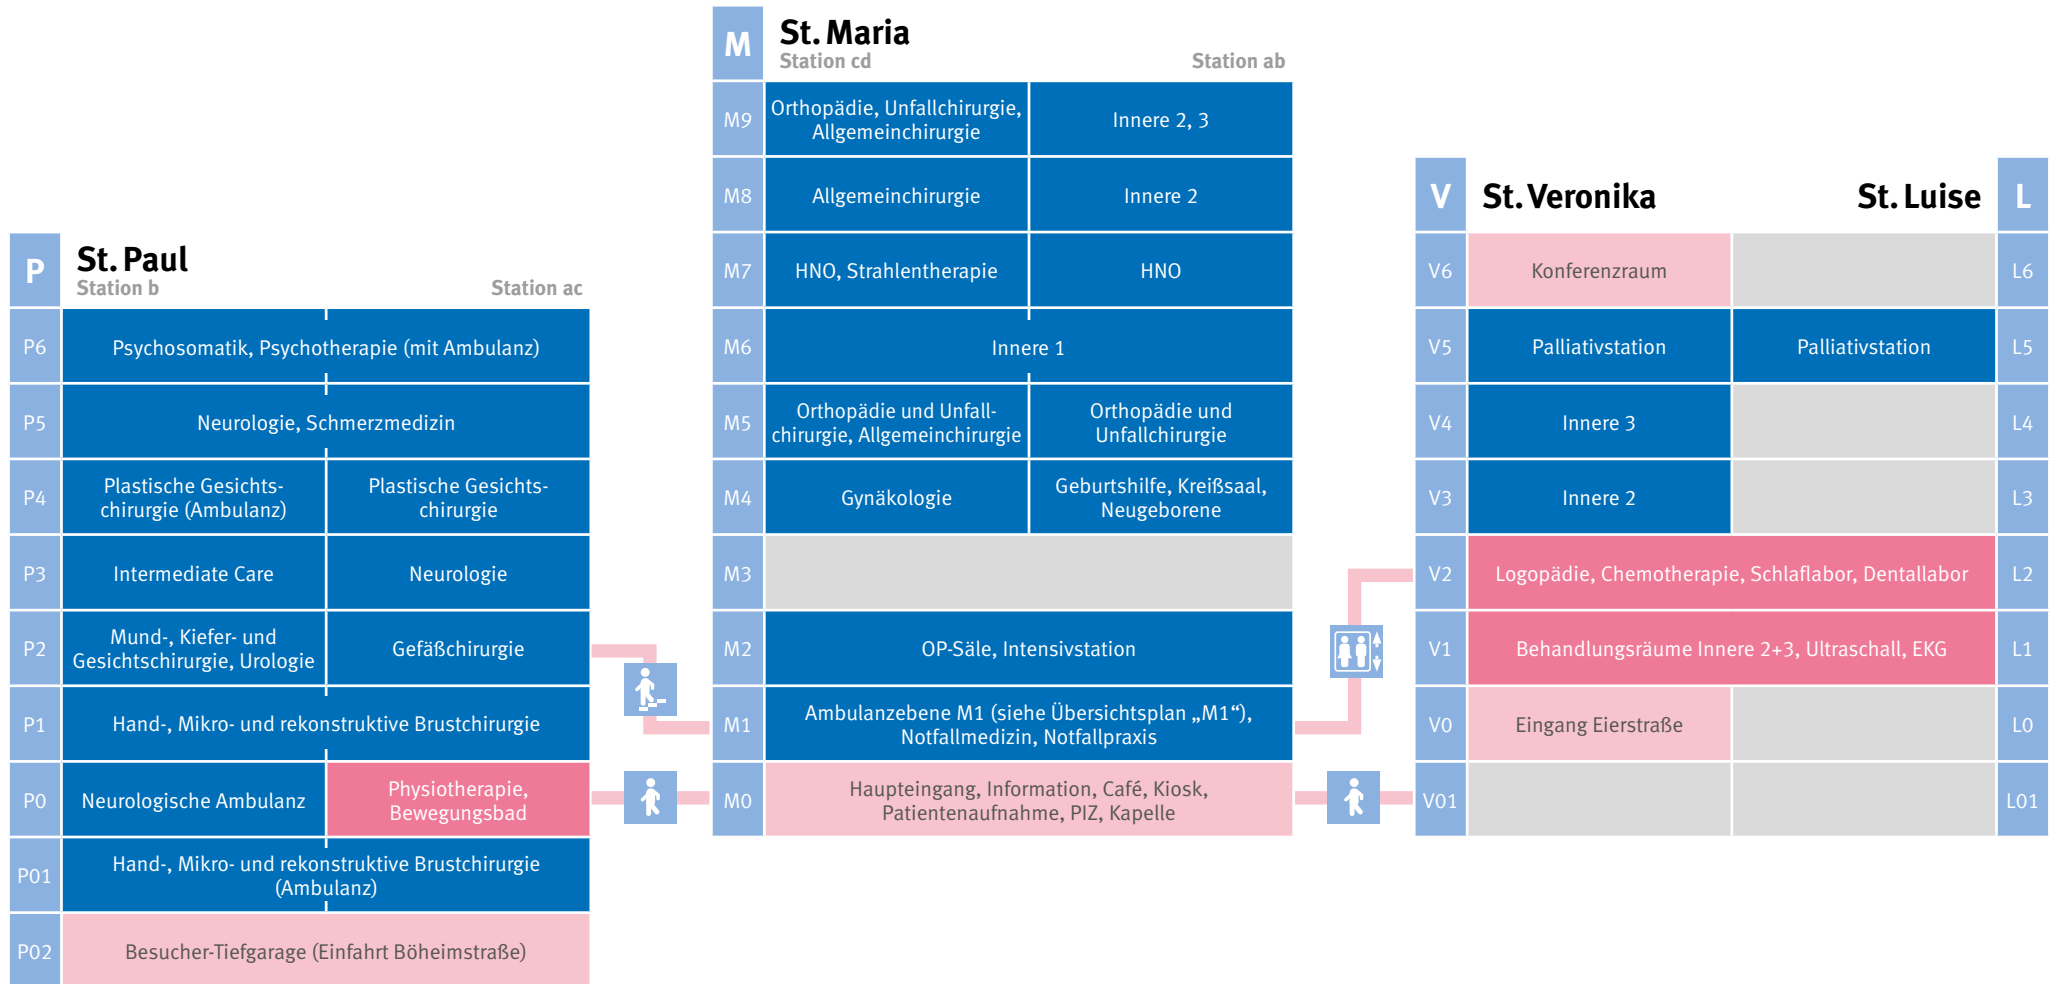 P
St. Paul
Station b
Station ac
P6
Psychosomatik, Psychotherapie (mit Ambulanz)
P5
Neurologie, Schmerzmedizin
P4
Plastische Gesichts-
chirurgie (Ambulanz)
Plastische Gesichts-
chirurgie
P3
Intermediate Care
Neurologie
P2
Mund-, Kiefer- und
Gesichtschirurgie, Urologie
Gefäßchirurgie
P1
Hand-, Mikro- und rekonstruktive Brustchirurgie
P0
Neurologische Ambulanz
Physiotherapie,
Bewegungsbad
P01
Hand-, Mikro- und rekonstruktive Brustchirurgie
(Ambulanz)
P02
Besucher-Tiefgarage (Einfahrt Böheimstraße)
M
St. Maria
Station cd
Station ab
M9
Orthopädie, Unfallchirurgie,
Allgemeinchirurgie
Innere 2, 3
M8
Allgemeinchirurgie
Innere 2
M7
HNO, Strahlentherapie
HNO
M6
Innere 1
M5
Orthopädie und Unfall-
chirurgie, Allgemeinchirurgie
Orthopädie und
Unfallchirurgie
M4
Gynäkologie
Geburtshilfe, Kreißsaal,
Neugeborene
M3
M2
OP-Säle, Intensivstation
M1
Ambulanzebene M1 (siehe Übersichtsplan „M1“),
Notfallmedizin, Notfallpraxis
M0
Haupteingang, Information, Café, Kiosk,
Patientenaufnahme, PIZ, Kapelle
V
St. Veronika
St. Luise
L
V6
Konferenzraum
L6
V5
Palliativstation
Palliativstation
L5
V4
Innere 3
L4
V3
Innere 2
L3
V2
Logopädie, Chemotherapie, Schlaflabor, Dentallabor
L2
V1
Behandlungsräume Innere 2+3, Ultraschall, EKG
L1
V0
Eingang Eierstraße
L0
V01
L01